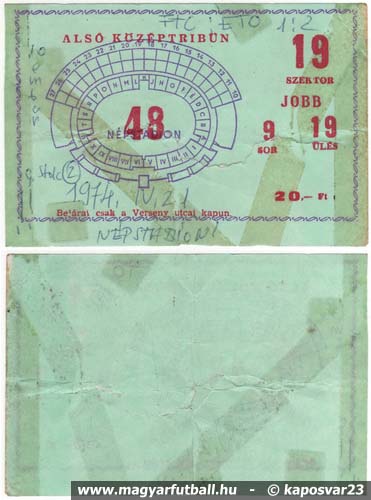 FTC : ETO 1:2
ALSÓ KÖZÉPTRIBÜN
19
SZEKTOR
JOBB
48
9 19
SOR ÜLÉS
NÉPSTADION
1974. IV. 21
20.- Ft
Bejárat csak a Verseny utcai kapun.
NÉPSTADION!
www.magyarfutball.hu - © kaposvar23